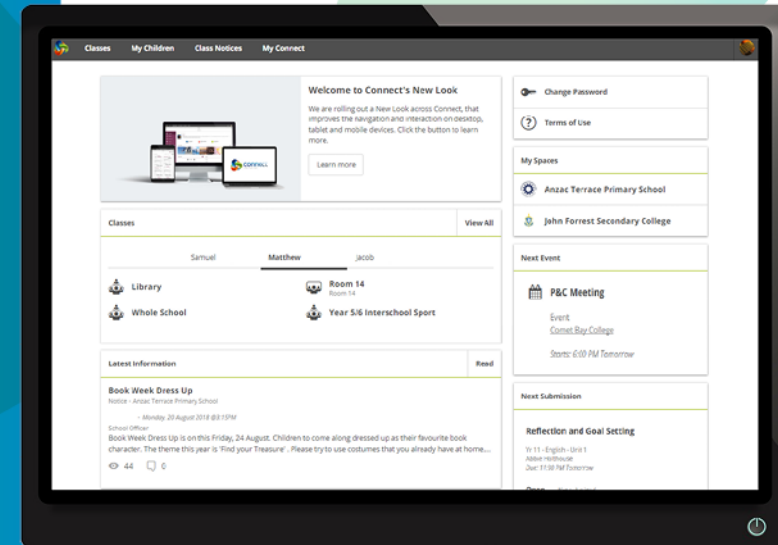 Classes My Children Class Notices My Connect
Welcome to Connect's New Look
We are rolling out a New Look across Connect, that
improves the navigation and interaction on desktop,
tablet and mobile devices. Click the button to learn
more.
Learn more
CONNECT
Classes View All
Samuel Matthew Jacob
Library
Room 14
Room 14
Whole School
Year 5/6 Interschool Sport
Latest Information Read
Book Week Dress Up
Notice - Anzac Terrace Primary School
- Monday, 20 August 2018 @3:15PM
School Officer
Book Week Dress Up is on this Friday, 24 August. Children to come along dressed up as their favourite book
character. The theme this year is 'Find your Treasure' . Please try to use costumes that you already have at home,...
44 0
Change Password
Terms of Use
My Spaces
Anzac Terrace Primary School
John Forrest Secondary College
Next Event
P&C Meeting
Event
Comet Bay College
Starts: 6:00 PM Tomorrow
Next Submission
Reflection and Goal Setting
Yr 11 - English - Unit 1
Abbie Holthouse
Due: 11:30 PM Tomorrow